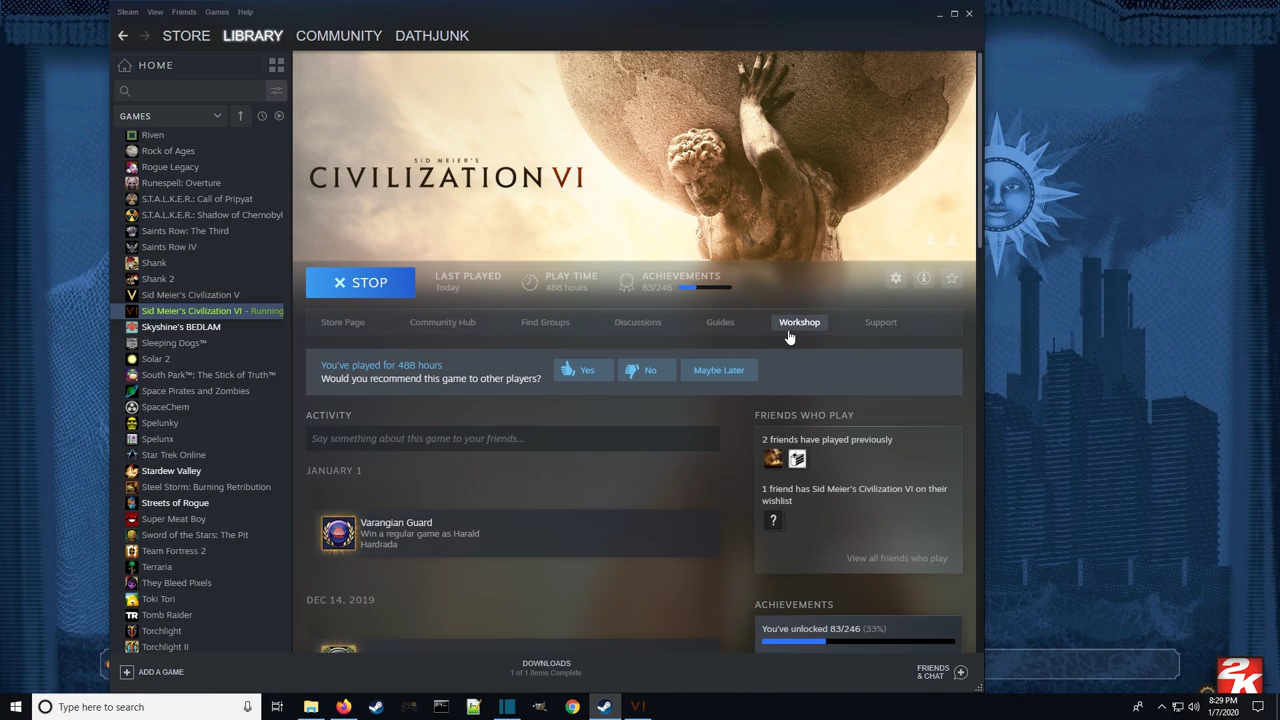 Steam View Friends Games Help
STORE LIBRARY COMMUNITY DATHJUNK
HOME
GAMES
Riven
Rock of Ages
Rogue Legacy
Runespell: Overture
S.T.A.L.K.E.R.: Call of Pripyat
S.T.A.L.K.E.R.: Shadow of Chernobyl
Saints Row: The Third
Saints Row IV
Shank
Shank 2
Sid Meier's Civilization V
Sid Meier's Civilization VI - Running
Skyshine's BEDLAM
Sleeping Dogs™
Solar 2
South Park™: The Stick of Truth™
Space Pirates and Zombies
SpaceChem
Spelunky
Spelunx
Star Trek Online
Stardew Valley
Steel Storm: Burning Retribution
Streets of Rogue
Super Meat Boy
Sword of the Stars: The Pit
Team Fortress 2
Terraria
They Bleed Pixels
Toki Tori
TR Tomb Raider
Torchlight
Torchlight II
ADD A GAME
SID MEIER'S
CIVILIZATION VI
STOP
LAST PLAYED
Today
PLAY TIME
488 hours
ACHIEVEMENTS
83/246
Store Page Community Hub Find Groups Discussions Guides Workshop Support
You've played for 488 hours
Would you recommend this game to other players?
Yes No Maybe Later
ACTIVITY
Say something about this game to your friends...
JANUARY 1
Varangian Guard
Win a regular game as Harald
Hardrada
DEC 14, 2019
FRIENDS WHO PLAY
2 friends have played previously
1 friend has Sid Meier's Civilization VI on their
wishlist
?
View all friends who play
ACHIEVEMENTS
You've unlocked 83/246 (33%)
DOWNLOADS
1 of 1 Items Complete
FRIENDS
& CHAT
2K
Type here to search
VI
8:29 PM
1/7/2020